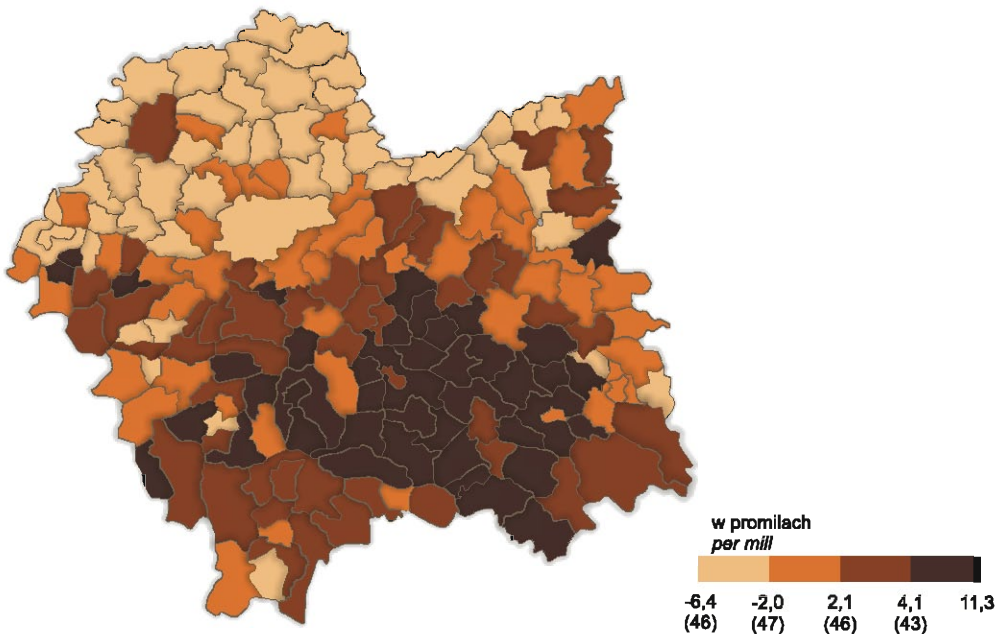 w promilach
per mill
-6,4 -2,0 2,1 4,1 11,3
(46) (47) (46) (43)